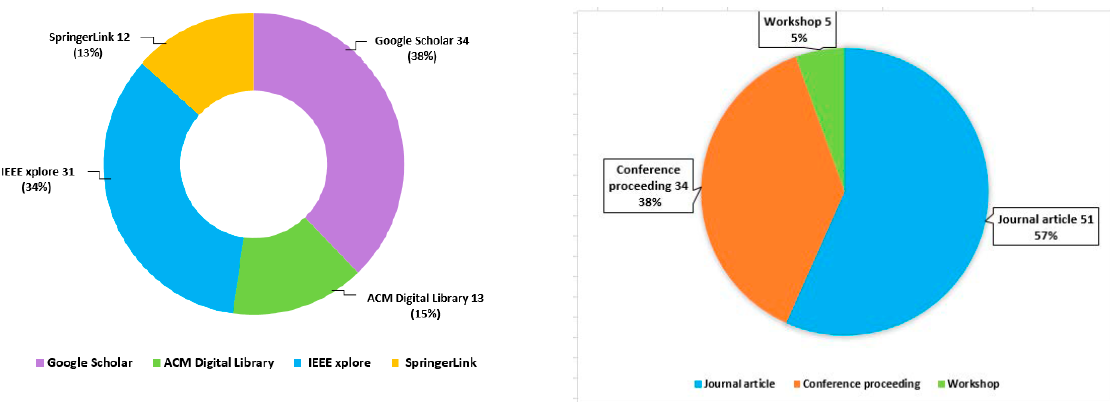 SpringerLink 12
(13%)
Google Scholar 34
(38%)
IEEE xplore 31
(34%)
ACM Digital Library 13
(15%)
Google Scholar ACM Digital Library IEEE xplore SpringerLink
Workshop 5
5%
Conference
proceeding 34
38%
Journal article 51
57%
Journal article Conference proceeding Workshop